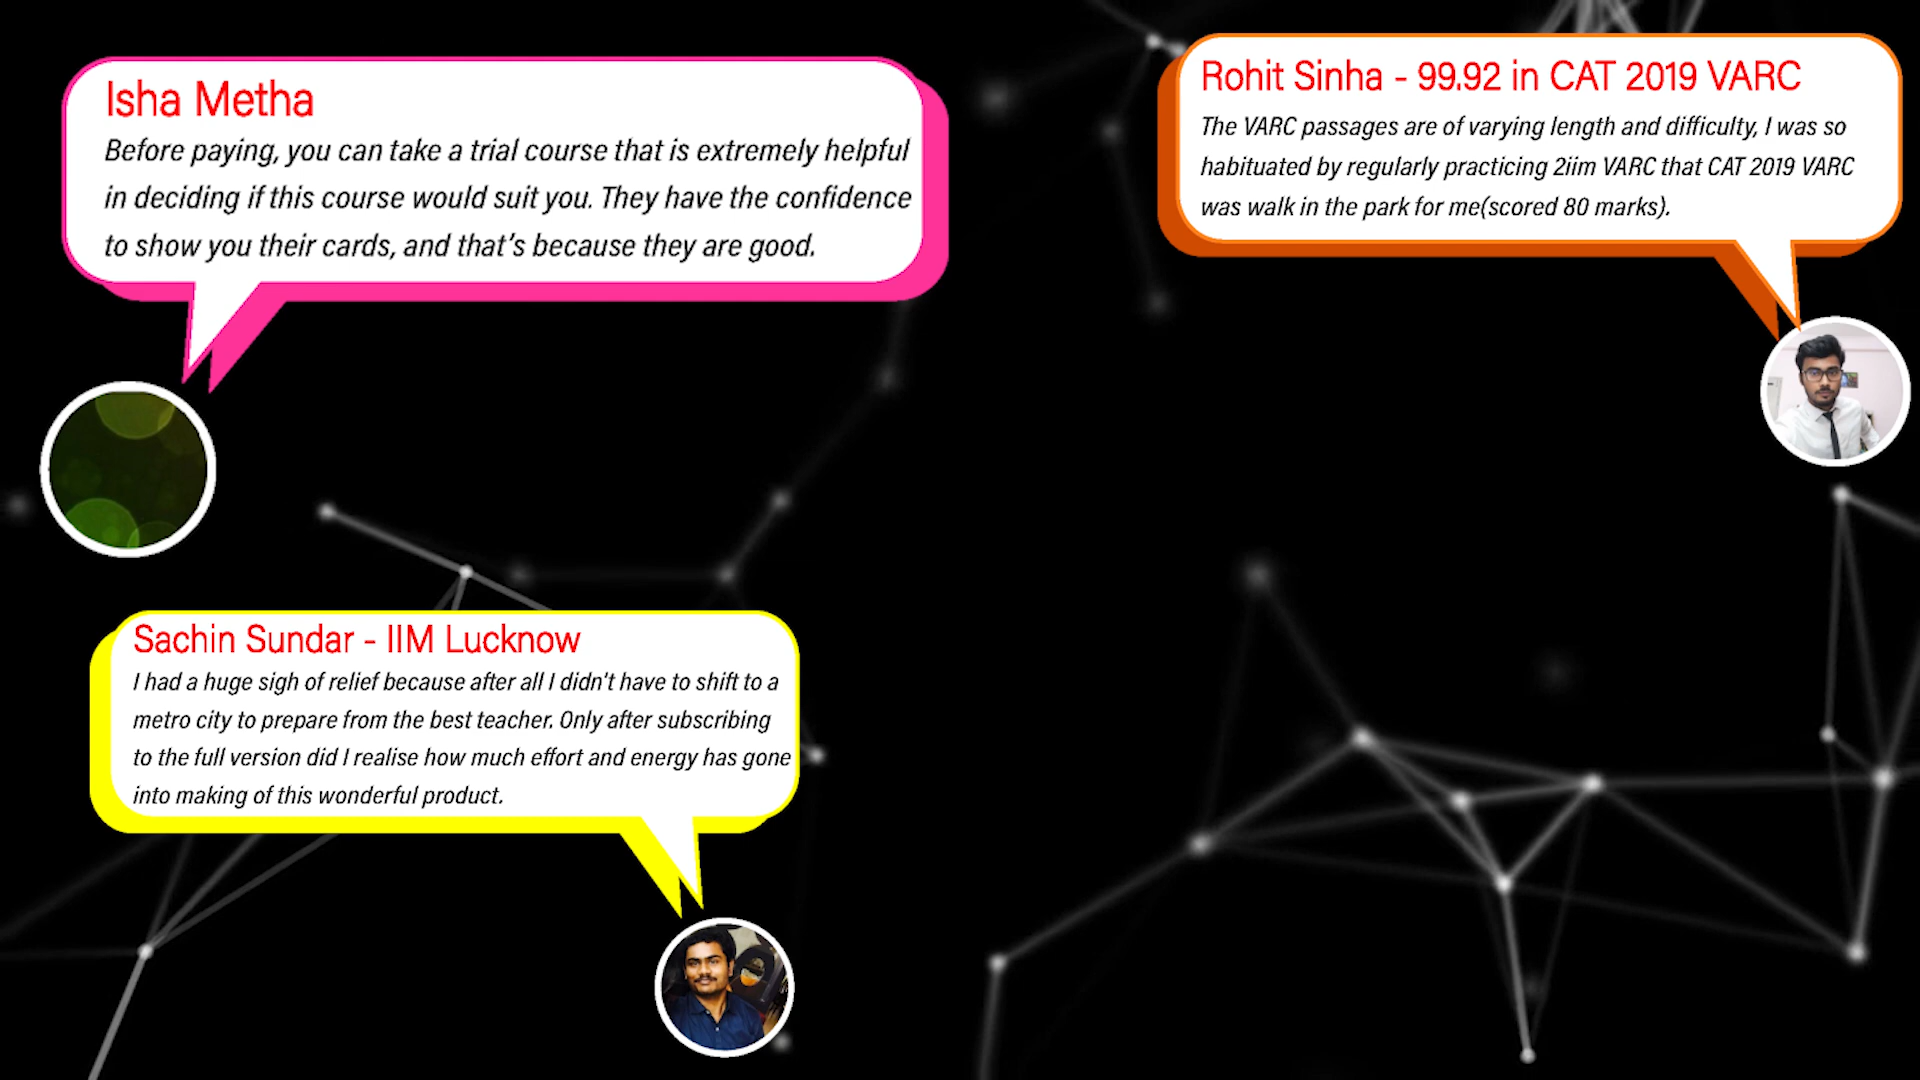 Isha Metha
Before paying, you can take a trial course that is extremely helpful
in deciding if this course would suit you. They have the confidence
to show you their cards, and that's because they are good.
Rohit Sinha - 99.92 in CAT 2019 VARC
The VARC passages are of varying length and difficulty, I was so
habituated by regularly practicing 2iim VARC that CAT 2019 VARC
was walk in the park for me(scored 80 marks).
Sachin Sundar - IIM Lucknow
I had a huge sigh of relief because after all I didn't have to shift to a
metro city to prepare from the best teacher. Only after subscribing
to the full version did I realise how much effort and energy has gone
into making of this wonderful product.